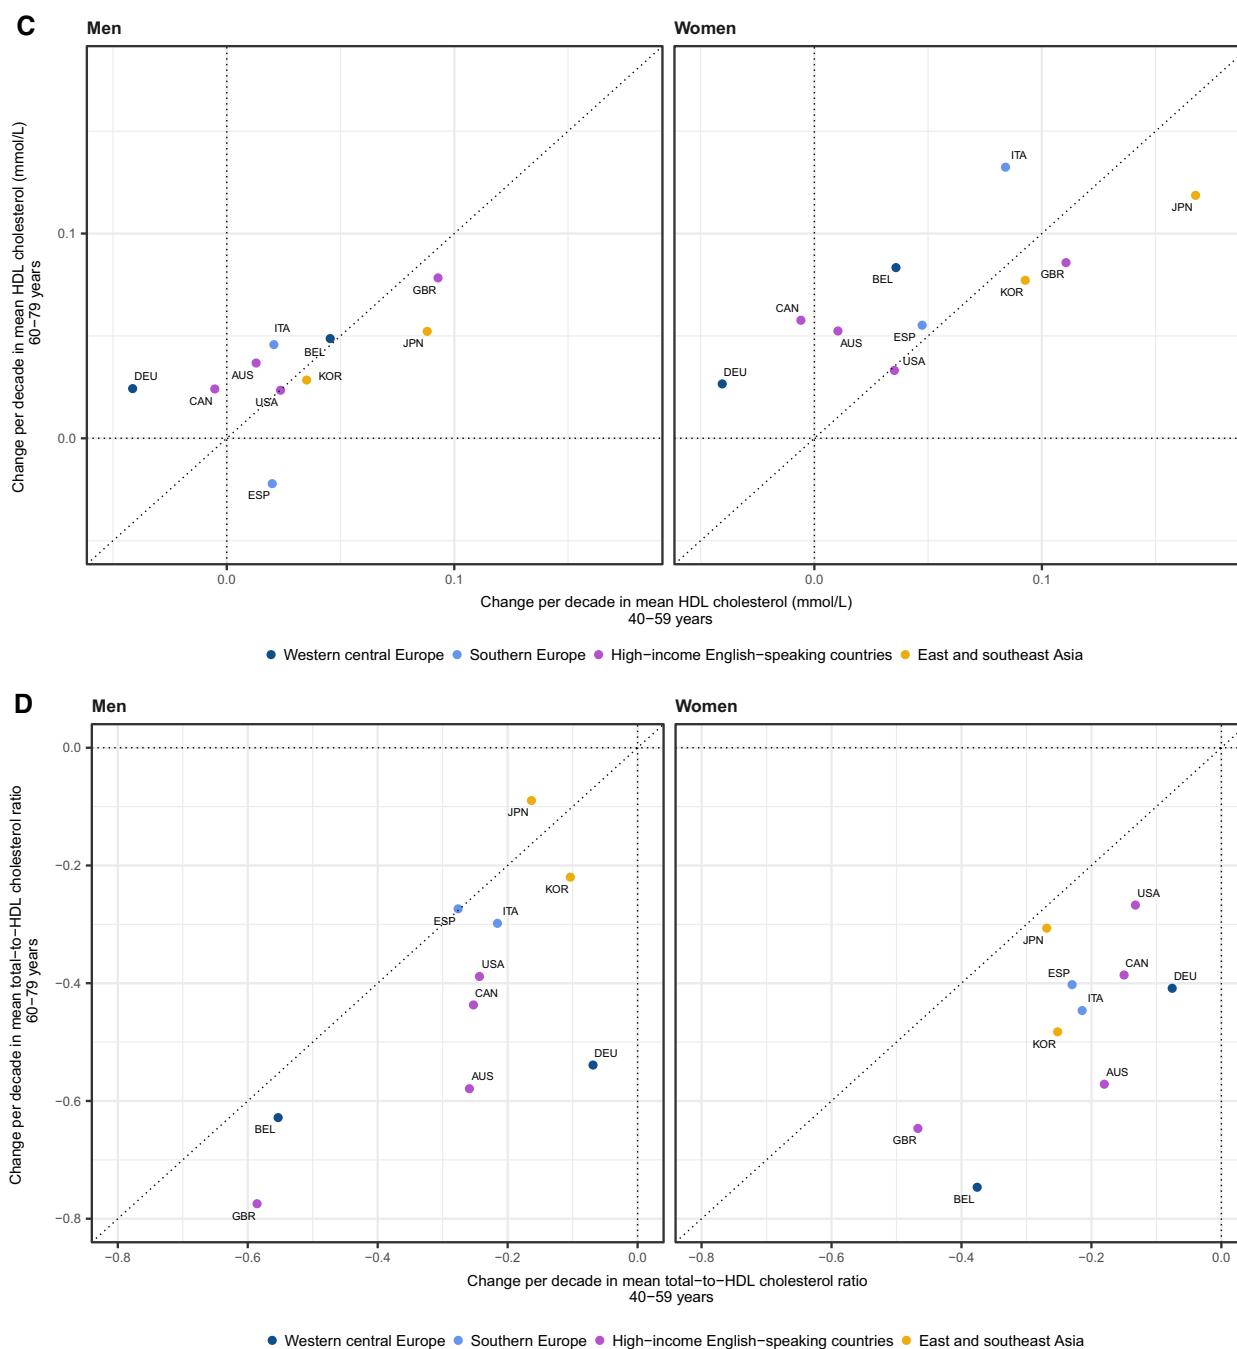 C
Men
Women
Change per decade in mean HDL cholesterol (mmol/L)
60−79 years
0.1
0.0
DEU
CAN
AUS
ITA
USA
BEL
KOR
ESP
GBR
JPN
ITA
JPN
BEL
GBR
KOR
CAN
AUS
ESP
USA
DEU
0.0
0.1
0.0
0.1
Change per decade in mean HDL cholesterol (mmol/L)
40−59 years
Western central Europe
Southern Europe
High−income English−speaking countries
East and southeast Asia
D
Men
Women
Change per decade in mean total−to−HDL cholesterol ratio
60−79 years
0.0
−0.2
−0.4
−0.6
−0.8
JPN
KOR
ESP
ITA
USA
CAN
DEU
AUS
BEL
GBR
USA
JPN
CAN
ESP
DEU
ITA
KOR
AUS
GBR
BEL
−0.8
−0.6
−0.4
−0.2
0.0
−0.8
−0.6
−0.4
−0.2
0.0
Change per decade in mean total−to−HDL cholesterol ratio
40−59 years
Western central Europe
Southern Europe
High−income English−speaking countries
East and southeast Asia